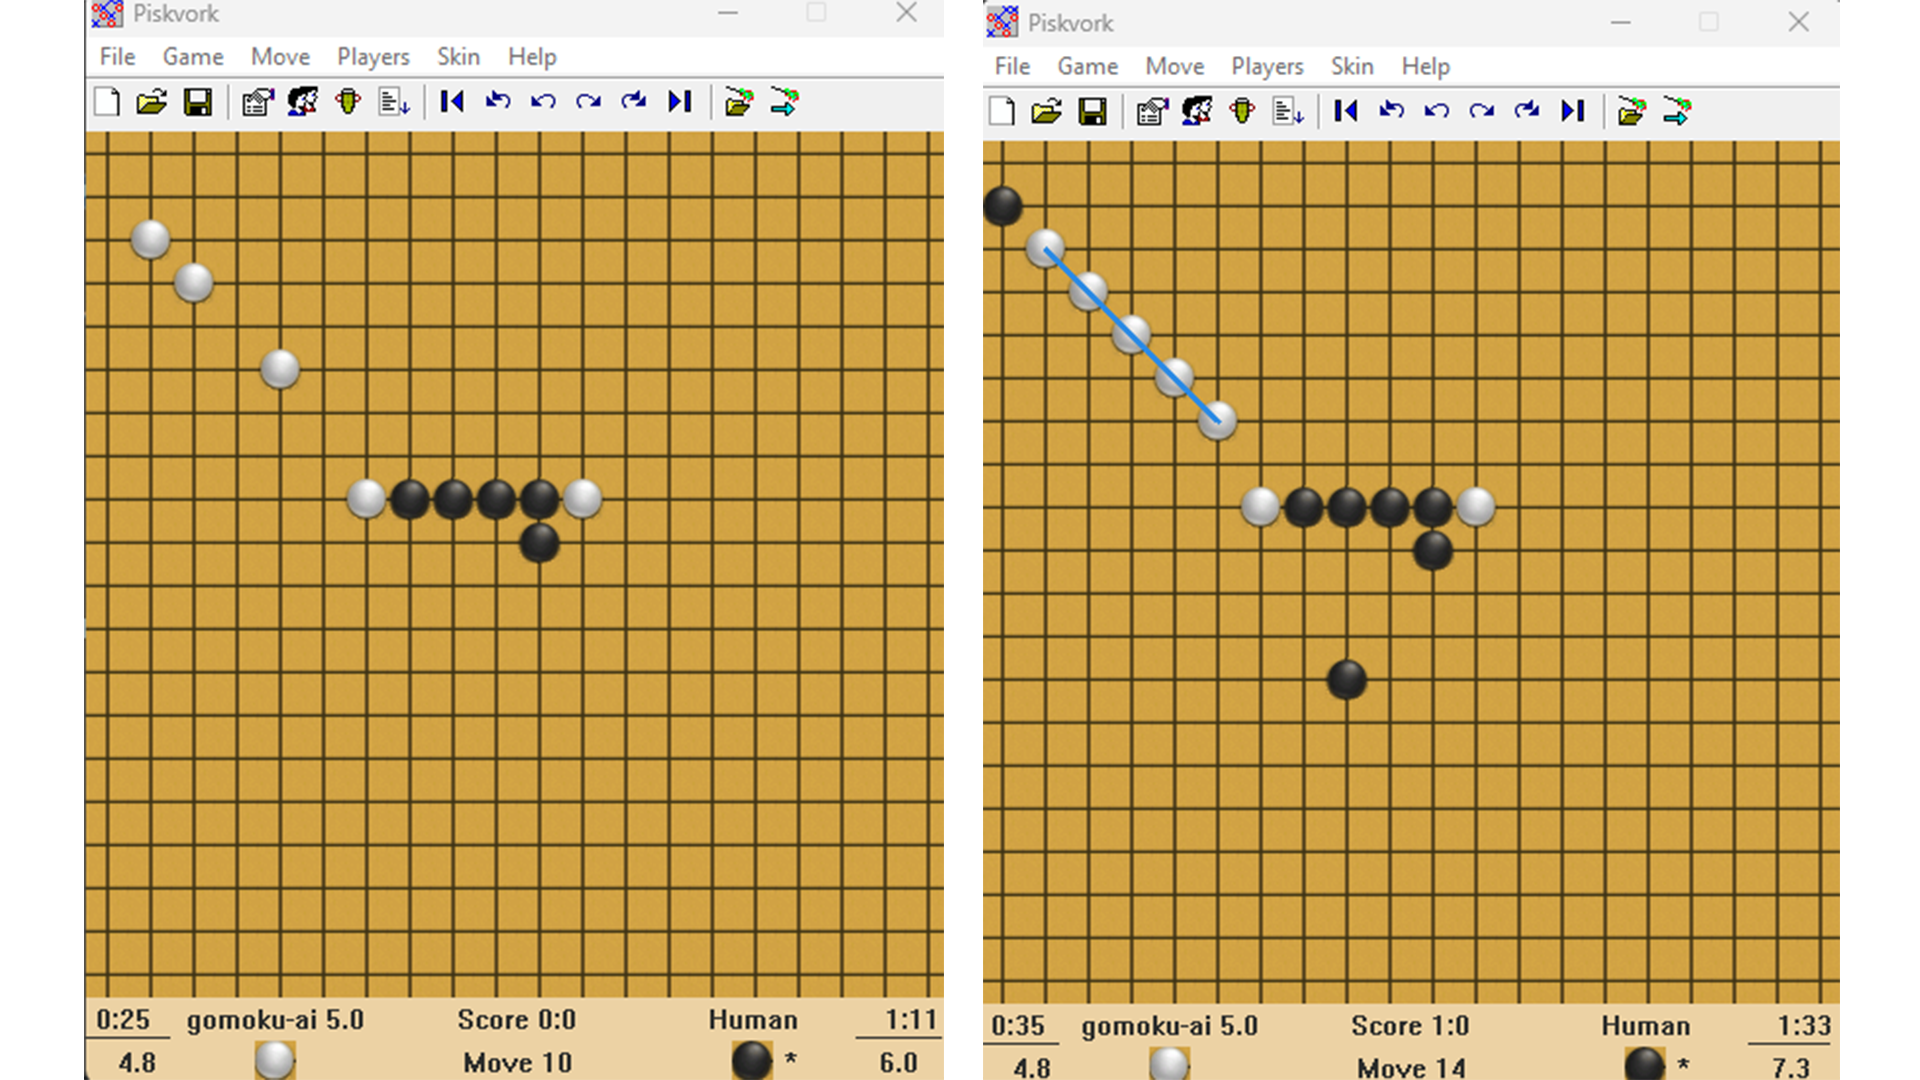 Piskvork
File Game Move Players Skin Help
0:25 gomoku-ai 5.0 Score 0:0 Human 1:11
4.8 Move 10 * 6.0
Piskvork
File Game Move Players Skin Help
0:35 gomoku-ai 5.0 Score 1:0 Human 1:33
4.8 Move 14 * 7.3